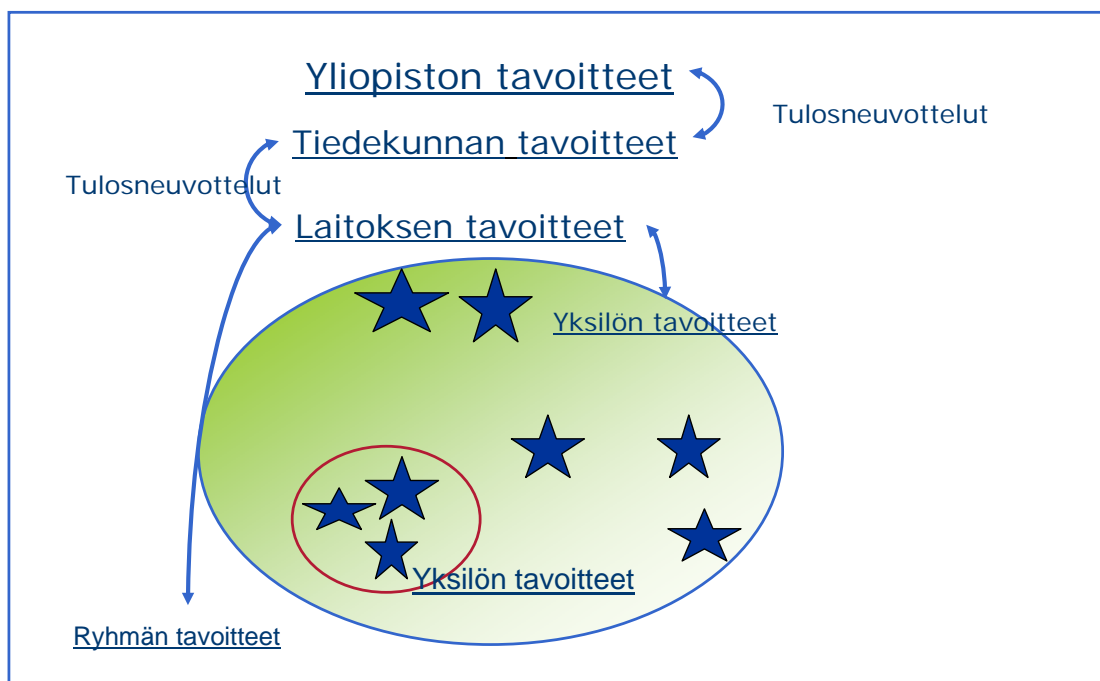 Yliopiston tavoitteet
Tulosneuvottelut
Tiedekunnan tavoitteet
Tulosneuvottelut
Laitoksen tavoitteet
Yksilön tavoitteet
Yksilön tavoitteet
Ryhmän tavoitteet